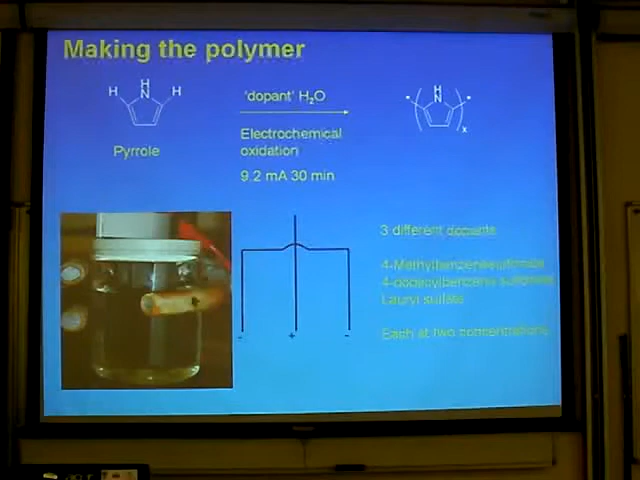 Making the polymer
H
H N H
'dopant' H₂O
H
N
x
Pyrrole
Electrochemical
oxidation
9.2 mA 30 min
3 different dopants
4-Methylbenzenesulfonate
4-dodecylbenzene sulfonate
Lauryl sulfate
Each at two concentrations
- + -